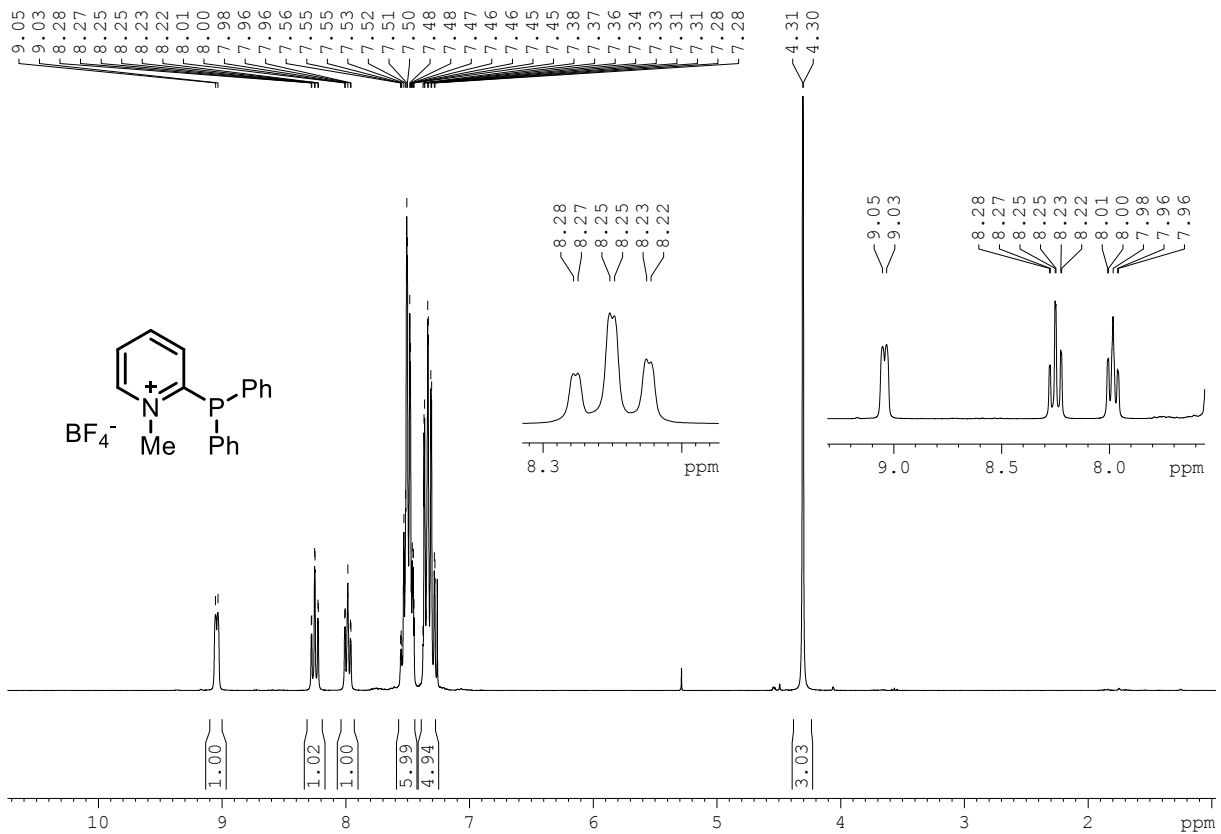 9.05 9.03 8.28 8.27 8.25 8.25 8.23 8.22 8.01 8.00 7.98 7.96 7.96 7.56 7.55 7.55 7.53 7.52 7.51 7.50 7.48 7.48 7.47 7.46 7.46 7.45 7.45 7.38 7.37 7.36 7.34 7.33 7.31 7.31 7.28 7.28 4.31 4.30
8.28 8.27 8.25 8.25 8.23 8.22
9.05 9.03 8.28 8.27 8.25 8.25 8.23 8.22 8.01 8.00 7.98 7.96 7.96
N + P Ph
BF4- Me Ph
8.3 ppm
9.0 8.5 8.0 ppm
1.00 1.02 1.00 5.99 4.94 3.03
10 9 8 7 6 5 4 3 2 ppm